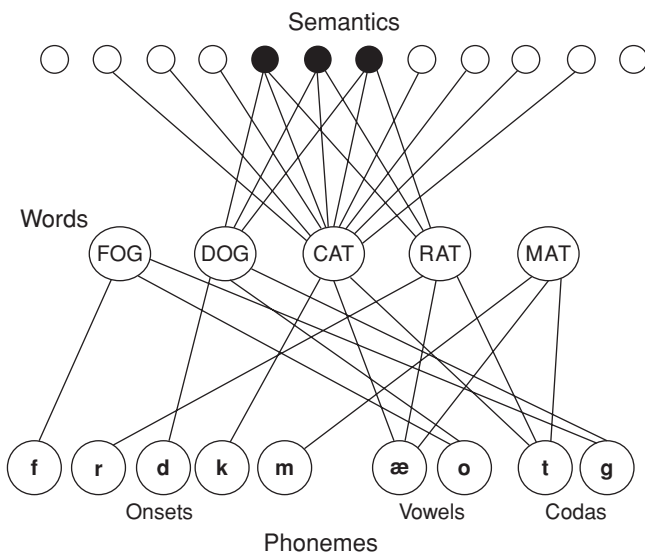 Semantics
Words
FOG DOG CAT RAT MAT
f r d k m æ o t g
Onsets Vowels Codas
Phonemes